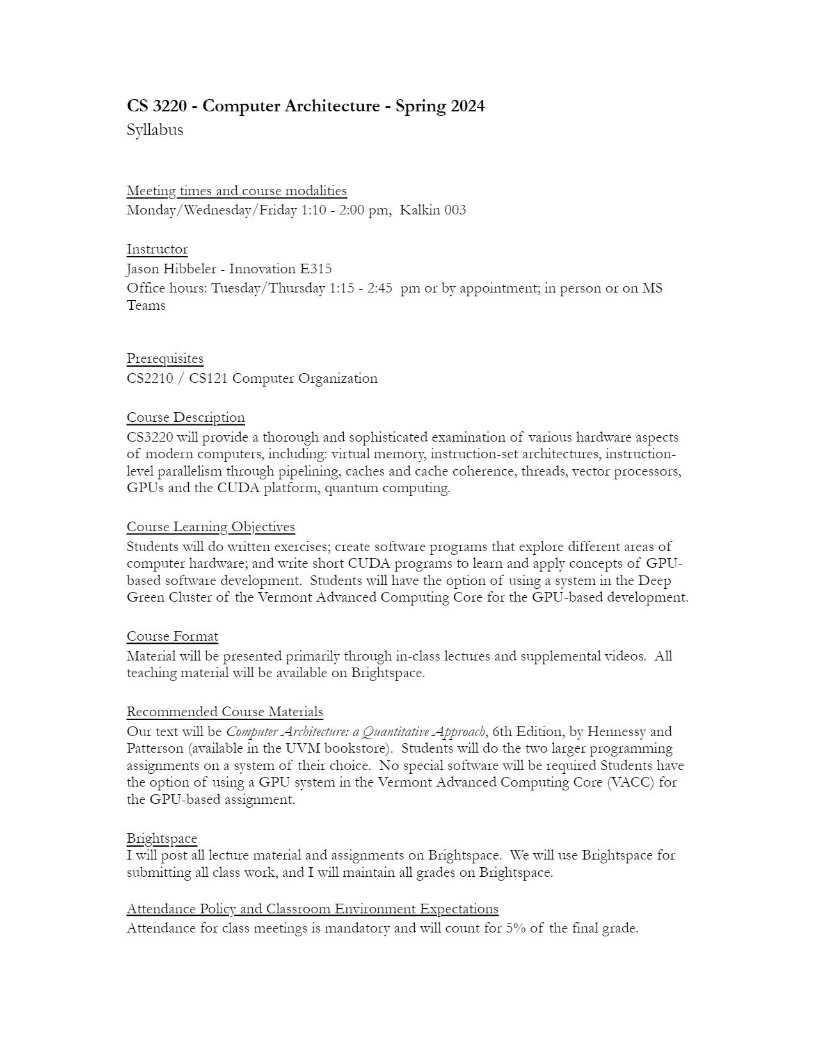 CS 3220 - Computer Architecture - Spring 2024
Syllabus
Meeting times and course modalities
Monday/Wednesday/Friday 1:10 - 2:00 pm,  Kalkin 003
Instructor
Jason Hibbeler - Innovation E315
Office hours: Tuesday/Thursday 1:15 - 2:45  pm or by appointment; in person or on MS
Teams
Prerequisites
CS2210 / CS121 Computer Organization
Course Description
CS3220 will provide a thorough and sophisticated examination of various hardware aspects
of modern computers, including: virtual memory, instruction-set architectures, instruction-
level parallelism through pipelining, caches and cache coherence, threads, vector processors,
GPUs and the CUDA platform, quantum computing.
Course Learning Objectives
Students will do written exercises; create software programs that explore different areas of
computer hardware; and write short CUDA programs to learn and apply concepts of GPU-
based software development.  Students will have the option of using a system in the Deep
Green Cluster of the Vermont Advanced Computing Core for the GPU-based development.
Course Format
Material will be presented primarily through in-class lectures and supplemental videos.  All
teaching material will be available on Brightspace.
Recommended Course Materials
Our text will be Computer Architecture: a Quantitative Approach, 6th Edition, by Hennessy and
Patterson (available in the UVM bookstore).  Students will do the two larger programming
assignments on a system of their choice.  No special software will be required Students have
the option of using a GPU system in the Vermont Advanced Computing Core (VACC) for
the GPU-based assignment.
Brightspace
I will post all lecture material and assignments on Brightspace.  We will use Brightspace for
submitting all class work, and I will maintain all grades on Brightspace.
Attendance Policy and Classroom Environment Expectations
Attendance for class meetings is mandatory and will count for 5% of the final grade.